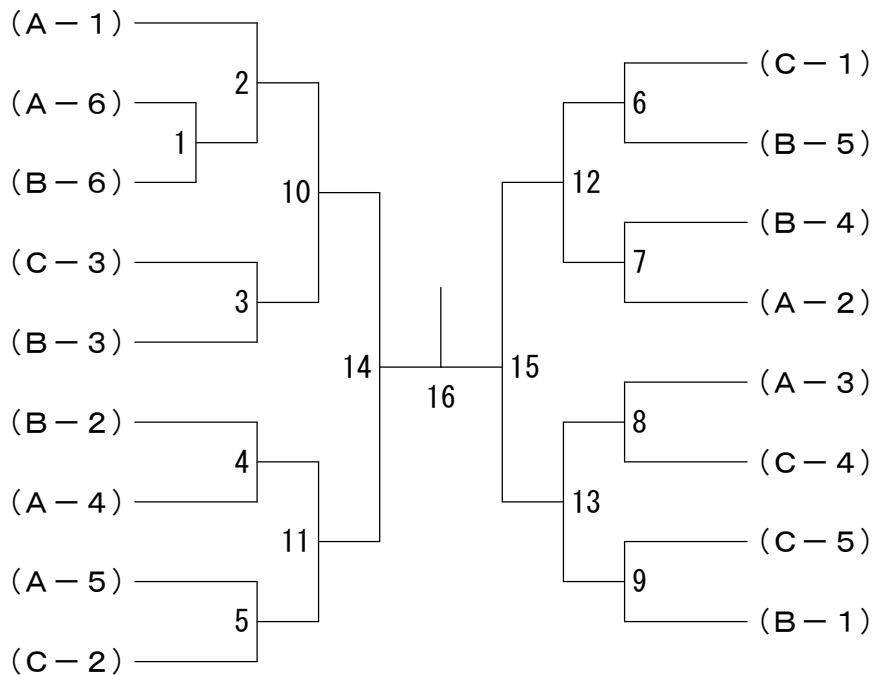 (A－1)
(A－6)
(B－6)
(C－3)
(B－3)
(B－2)
(A－4)
(A－5)
(C－2)
1
2
3
4
5
10
11
14
16
15
12
13
6
7
8
9
(C－1)
(B－5)
(B－4)
(A－2)
(A－3)
(C－4)
(C－5)
(B－1)